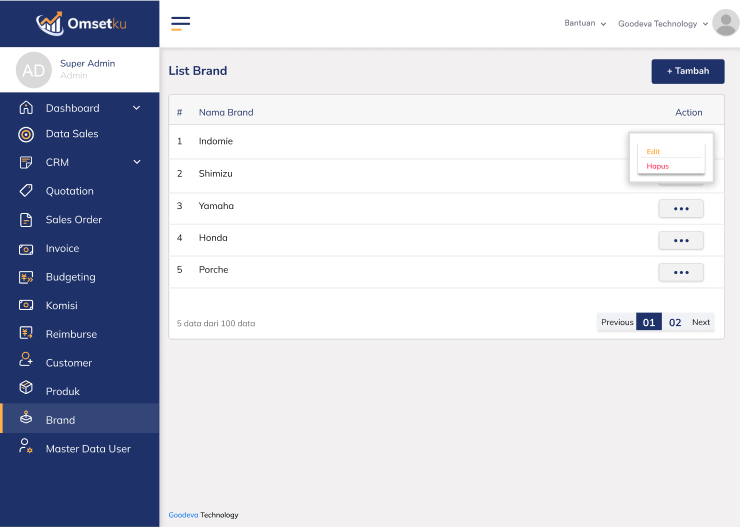 Omsetku
Bantuan
Goodeva Technology
AD
Super Admin
Admin
Dashboard
Data Sales
CRM
Quotation
Sales Order
Invoice
Budgeting
Komisi
Reimburse
Customer
Produk
Brand
Master Data User
List Brand
+ Tambah
# Nama Brand Action
1 Indomie
Edit
Hapus
2 Shimizu
3 Yamaha •••
4 Honda •••
5 Porche •••
5 data dari 100 data
Previous 01 02 Next
Goodeva Technology